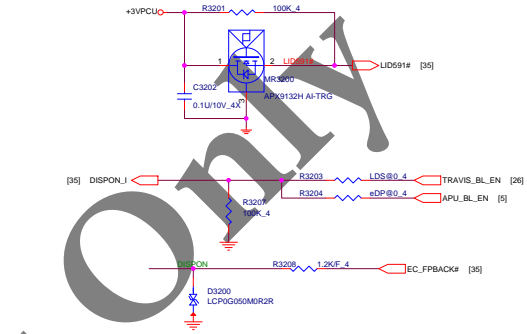 +3VPCU
R3201 100K_4
1 2 LID591# LID591# [35]
MR3200
3
C3202
APX9132H AI-TRG
0.1U/10V_4X
[35] DISPON_I R3203 LDS@0_4 TRAVIS_BL_EN [26]
R3204 eDP@0_4 APU_BL_EN [5]
R3207
100K_4
DISPON R3208 1.2K/F_4 EC_FPBACK# [35]
D3200
LCP0G050M0R2R
Only